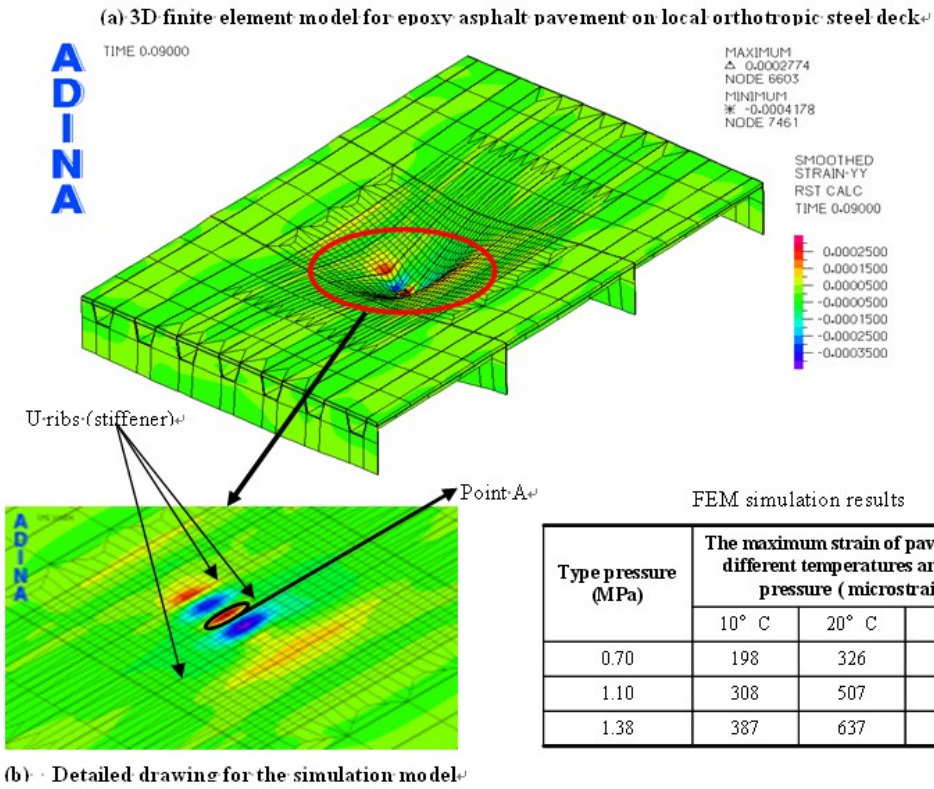 (a) 3D finite element model for epoxy asphalt pavement on local orthotropic steel deck
ADINA
TIME 0.09000
MAXIMUM
△ 0.0002774
NODE 6603
MINIMUM
* -0.0004178
NODE 7461
SMOOTHED
STRAIN-YY
RST CALC
TIME 0.09000
0.0002500
0.0001500
0.0000500
-0.0000500
-0.0001500
-0.0002500
-0.0003500
U-ribs (stiffener)
Point A
ADINA
FEM simulation results
Type pressure
(MPa)
The maximum strain of
different temperatures
pressure ( microstrai
10° C 20° C
0.70 198 326
1.10 308 507
1.38 387 637
(b) Detailed drawing for the simulation model